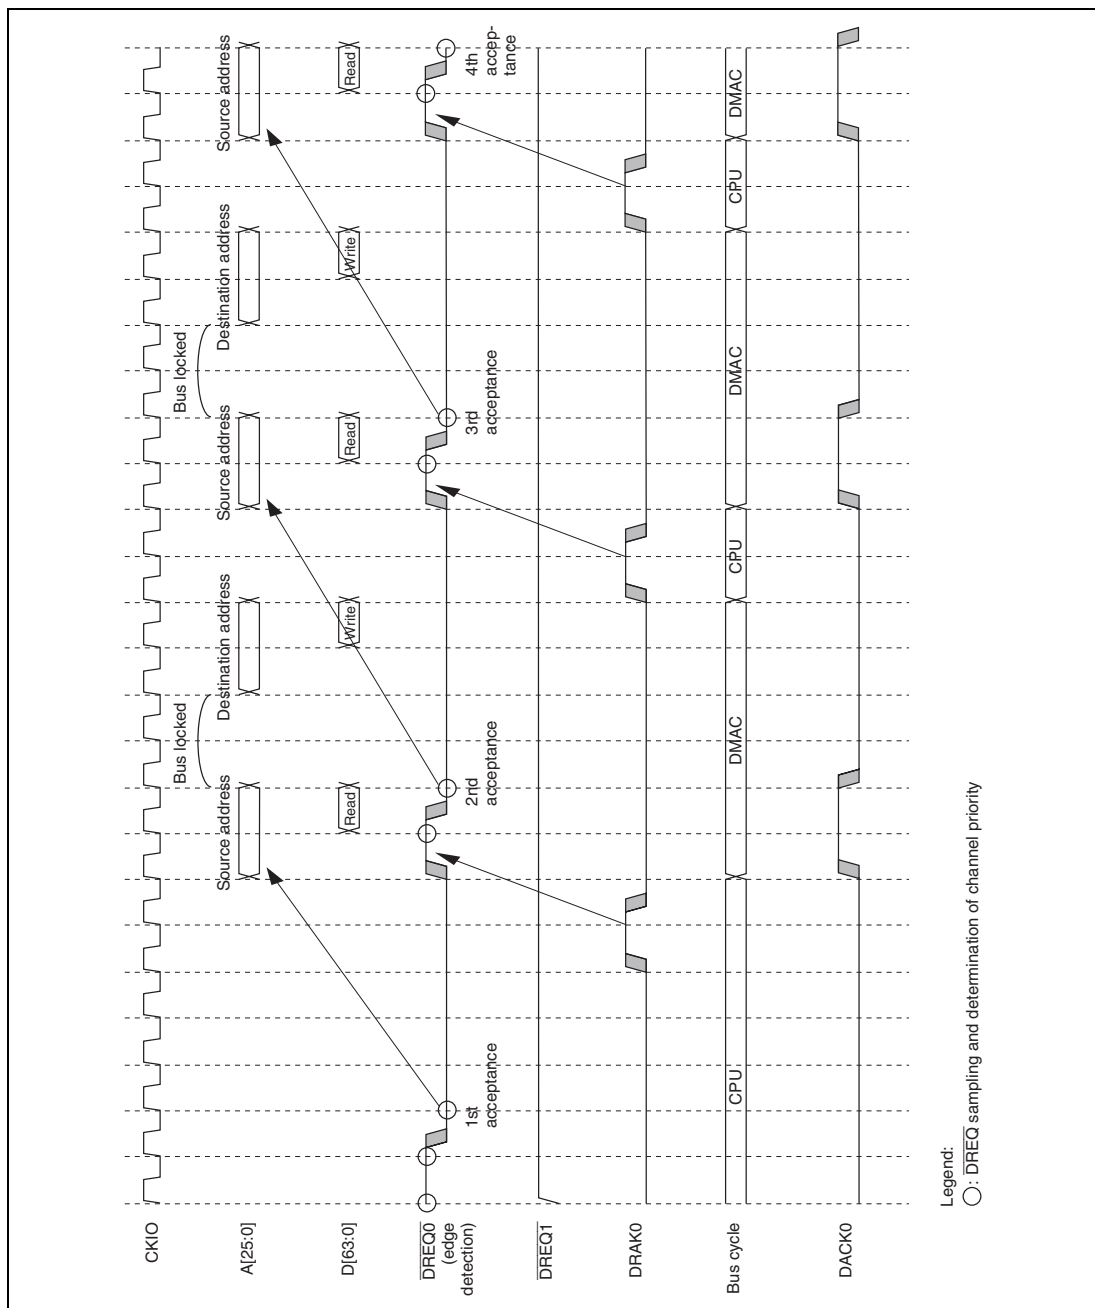 CKIO
Bus locked
Bus locked
A[25:0]
Source address
Destination address
Source address
Destination address
Source address
D[63:0]
Read
Write
Read
Write
Read
DREQ0
(edge
detection)
1st
acceptance
2nd
acceptance
3rd
acceptance
4th
accep-
tance
DREQ1
DRAK0
Bus cycle
CPU
DMAC
CPU
DMAC
CPU
DMAC
DACK0
Legend:
○: DREQ sampling and determination of channel priority